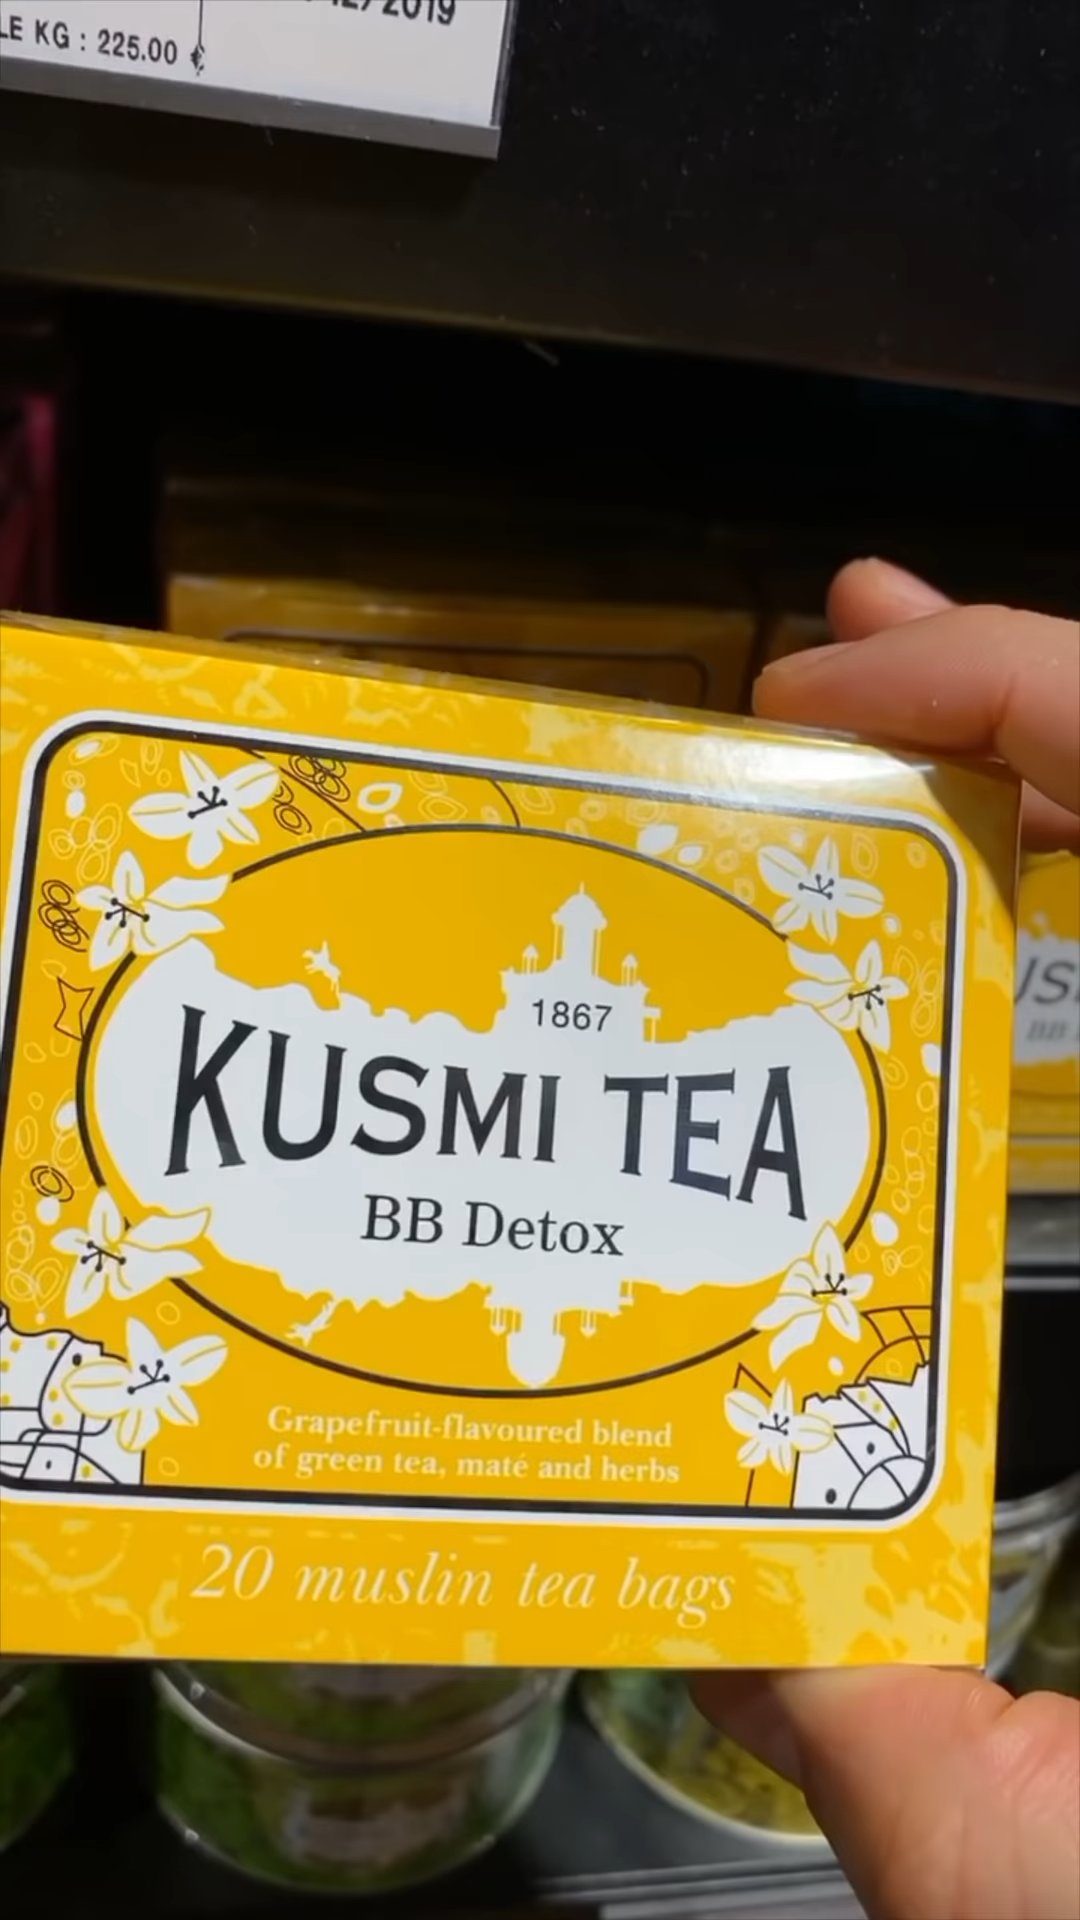 LE KG : 225.00 €
1867
KUSMI TEA
BB Detox
Grapefruit-flavoured blend
of green tea, maté and herbs
20 muslin tea bags